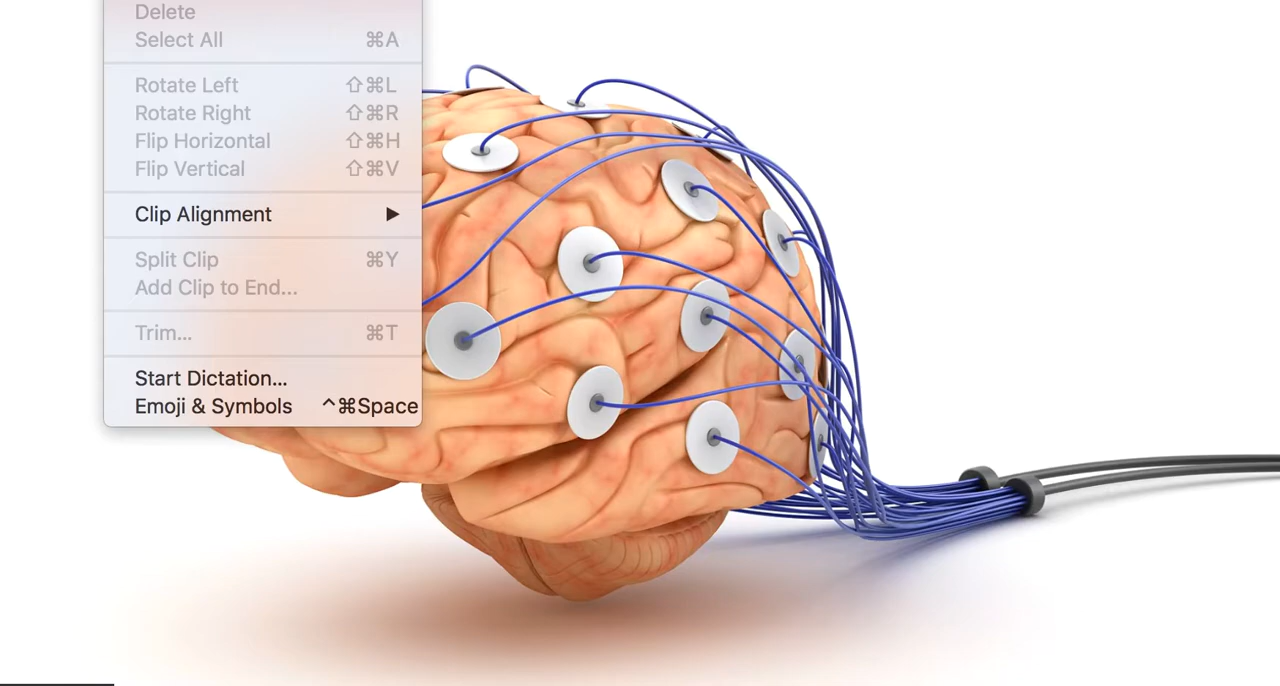 Delete
Select All ⌘A
Rotate Left ⇧⌘L
Rotate Right ⇧⌘R
Flip Horizontal ⇧⌘H
Flip Vertical ⇧⌘V
Clip Alignment ▶
Split Clip ⌘Y
Add Clip to End...
Trim... ⌘T
Start Dictation...
Emoji & Symbols ^⌘Space